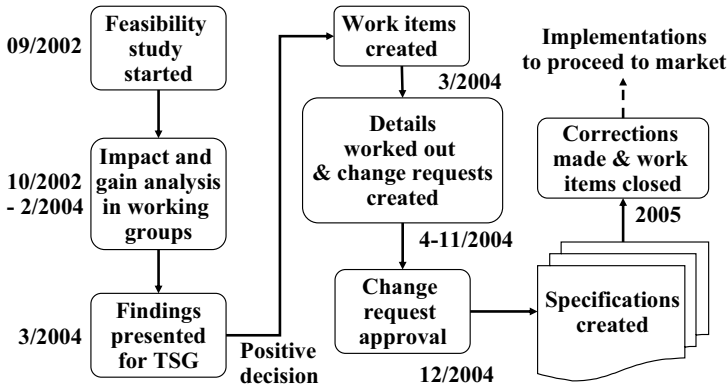 09/2002
Feasibility
study
started
10/2002
- 2/2004
Impact and
gain analysis
in working
groups
3/2004
Findings
presented
for TSG
Positive
decision
Work items
created
3/2004
Details
worked out
& change requests
created
4-11/2004
Change
request
approval
12/2004
Specifications
created
2005
Corrections
made & work
items closed
Implementations
to proceed to market